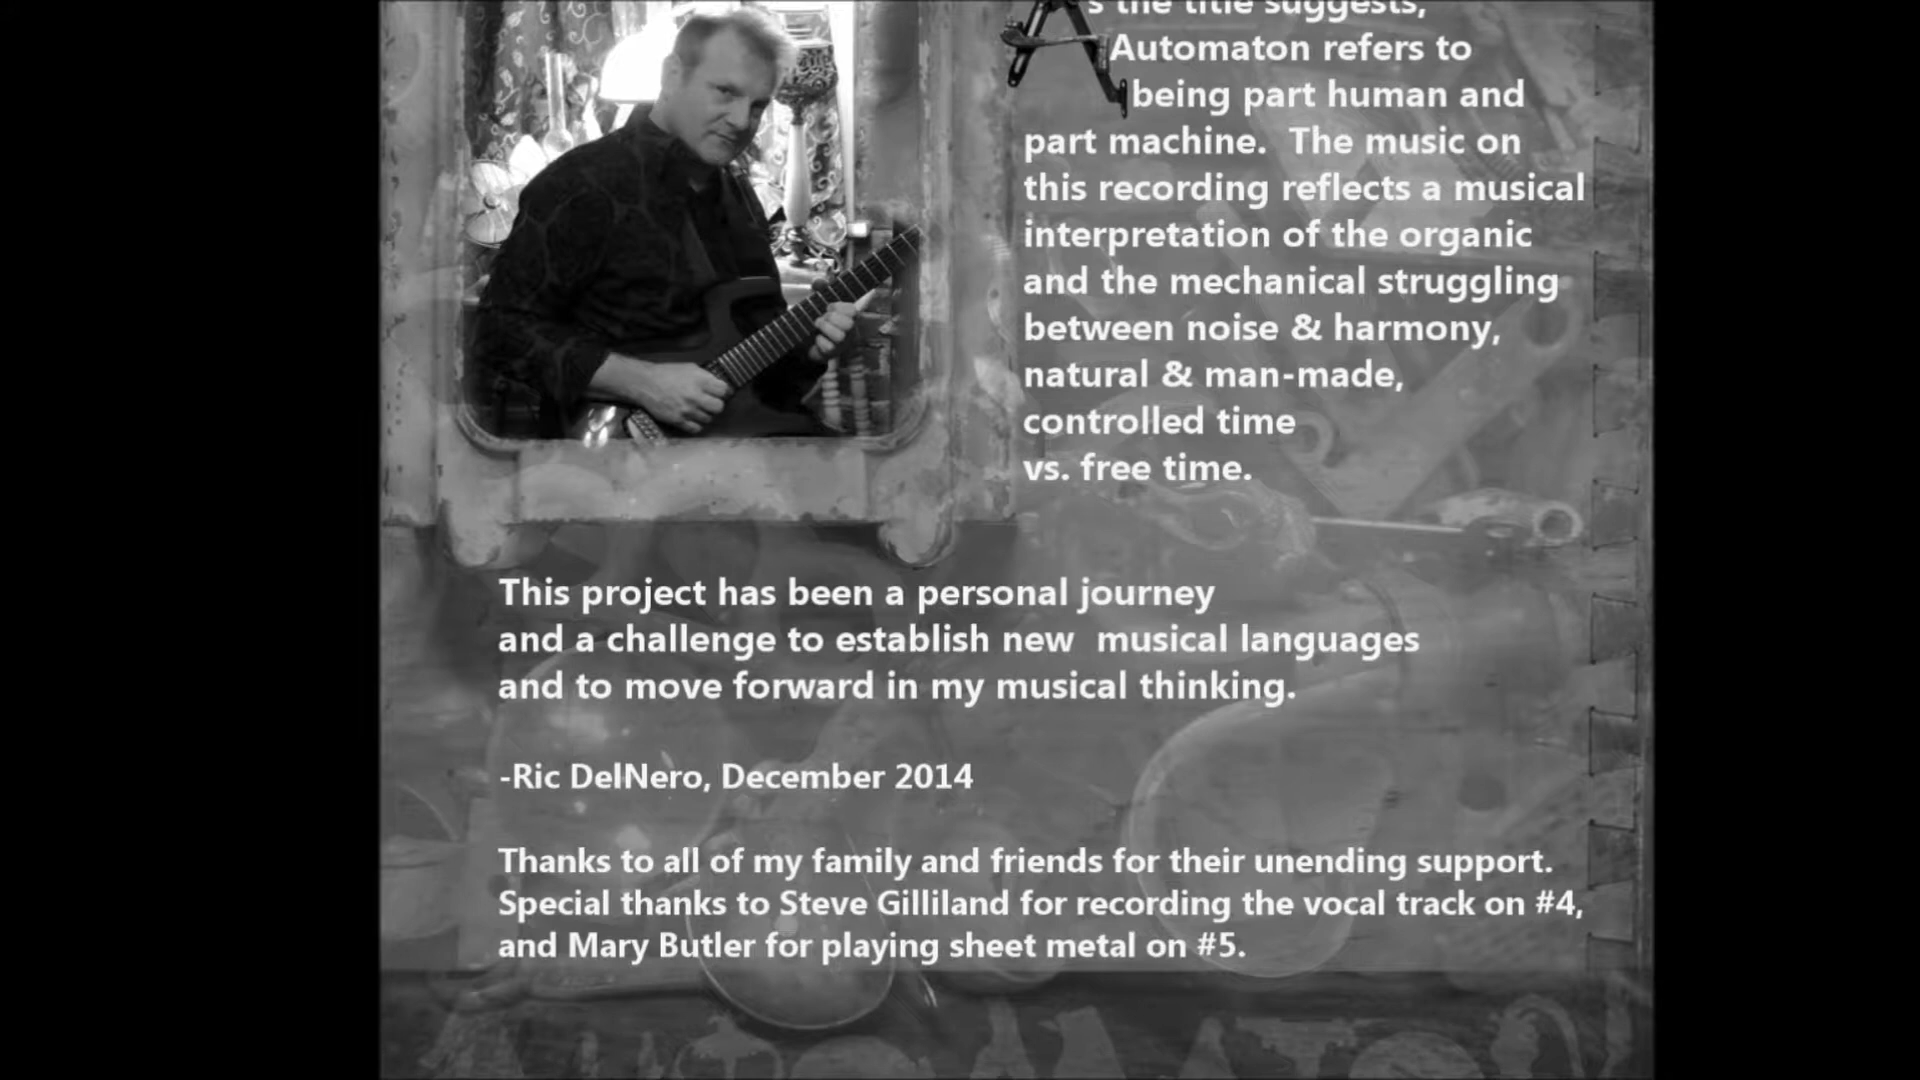 As the title suggests,
Automaton refers to
being part human and
part machine.  The music on
this recording reflects a musical
interpretation of the organic
and the mechanical struggling
between noise & harmony,
natural & man-made,
controlled time
vs. free time.
This project has been a personal journey
and a challenge to establish new  musical languages
and to move forward in my musical thinking.
-Ric DelNero, December 2014
Thanks to all of my family and friends for their unending support.
Special thanks to Steve Gilliland for recording the vocal track on #4,
and Mary Butler for playing sheet metal on #5.